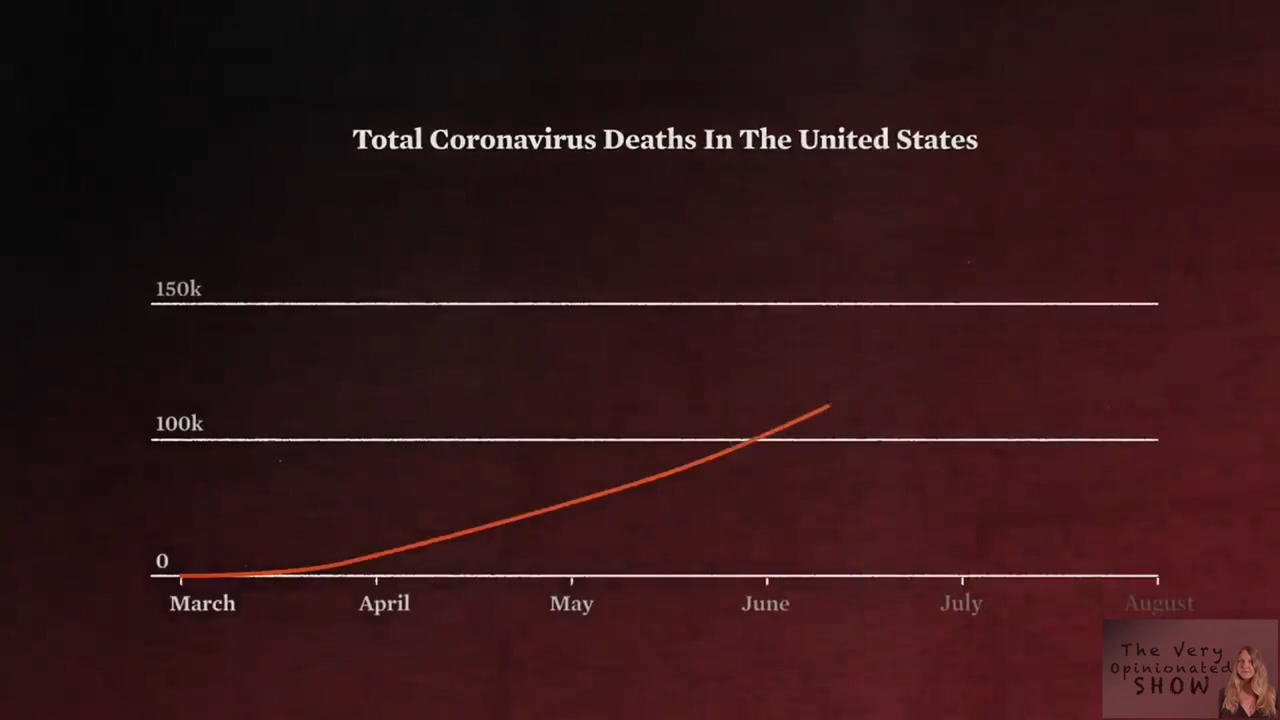 Total Coronavirus Deaths In The United States
150k
100k
0
March April May June July August
The Very
Opinionated
SHOW